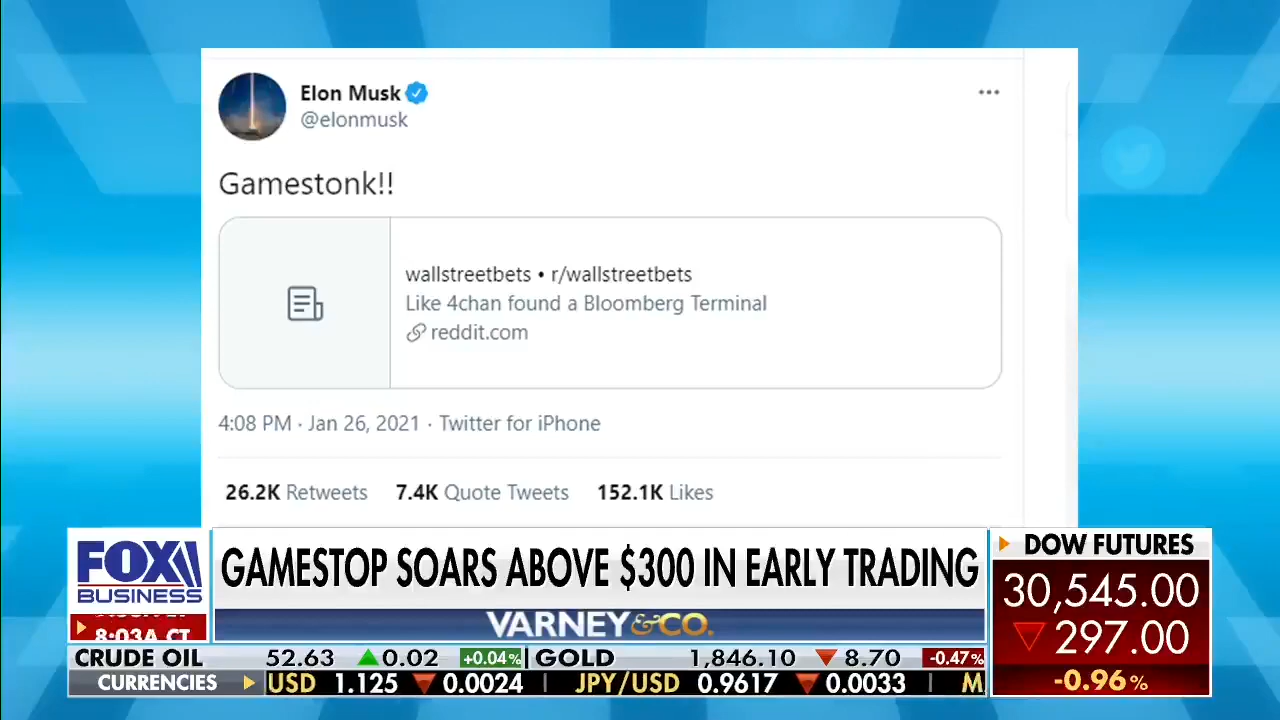 Elon Musk
@elonmusk
Gamestonk!!
wallstreetbets • r/wallstreetbets
Like 4chan found a Bloomberg Terminal
reddit.com
4:08 PM · Jan 26, 2021 · Twitter for iPhone
26.2K Retweets 7.4K Quote Tweets 152.1K Likes
FOX
BUSINESS
8:03A CT
GAMESTOP SOARS ABOVE $300 IN EARLY TRADING
VARNEY & CO.
DOW FUTURES
30,545.00
297.00
-0.96%
CRUDE OIL 52.63 0.02 +0.04% GOLD 1,846.10 8.70 -0.47%
CURRENCIES USD 1.125 0.0024 JPY/USD 0.9617 0.0033 M